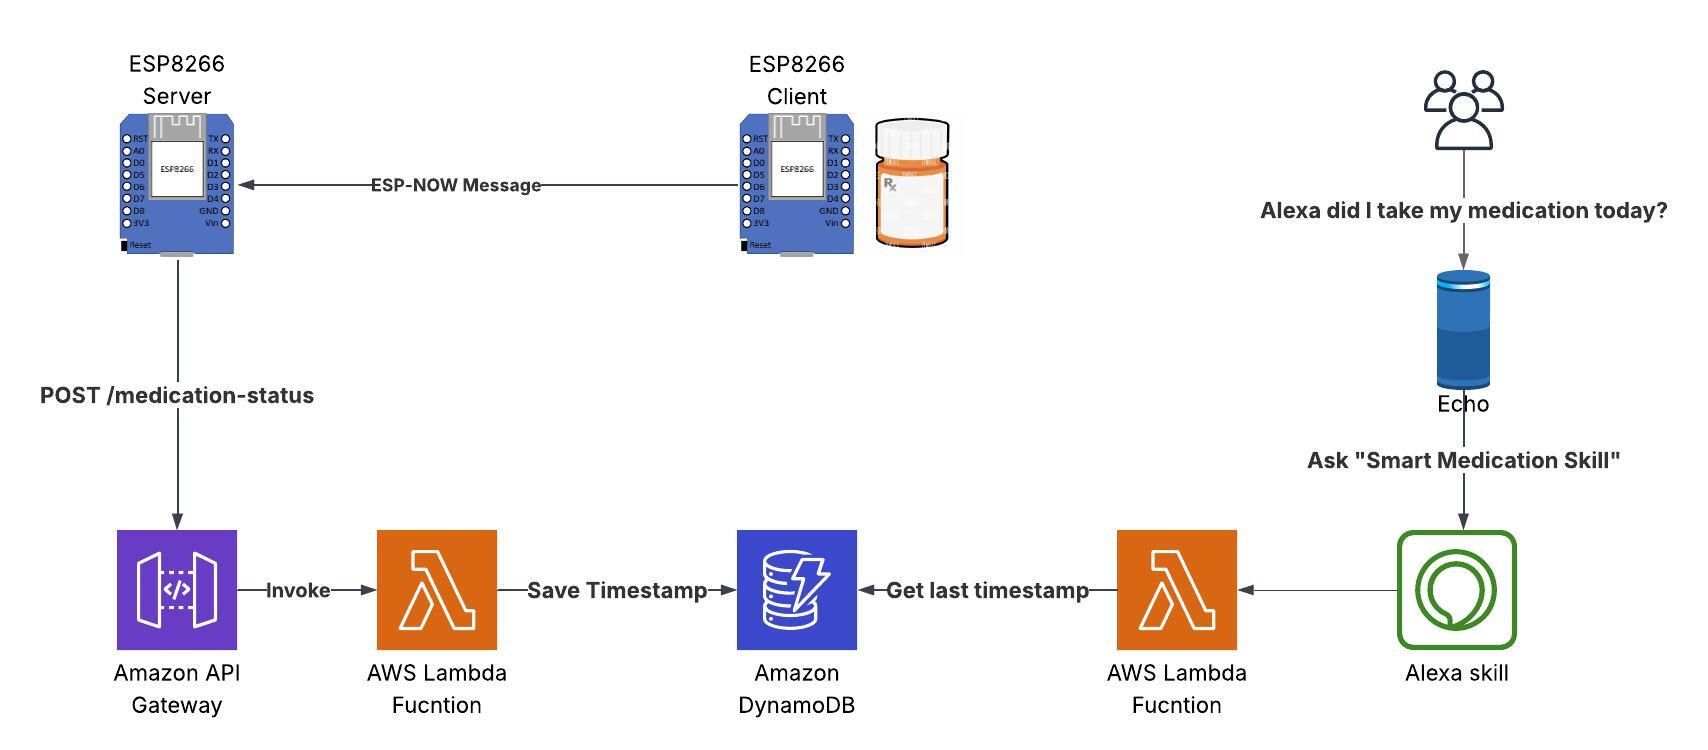 ESP8266
Server
ESP8266
Client
RST
A0
D0
D5
D6
D7
D8
3V3
Reset
TX
RX
D1
D2
D3
D4
GND
Vin
ESP8266
ESP-NOW Message
RST
A0
D0
D5
D6
D7
D8
3V3
Reset
TX
RX
D1
D2
D3
D4
GND
Vin
ESP8266
Rx
Alexa did I take my medication today?
Echo
POST /medication-status
Ask "Smart Medication Skill"
Invoke
Save Timestamp
Get last timestamp
Amazon API
Gateway
AWS Lambda
Fucntion
Amazon
DynamoDB
AWS Lambda
Fucntion
Alexa skill